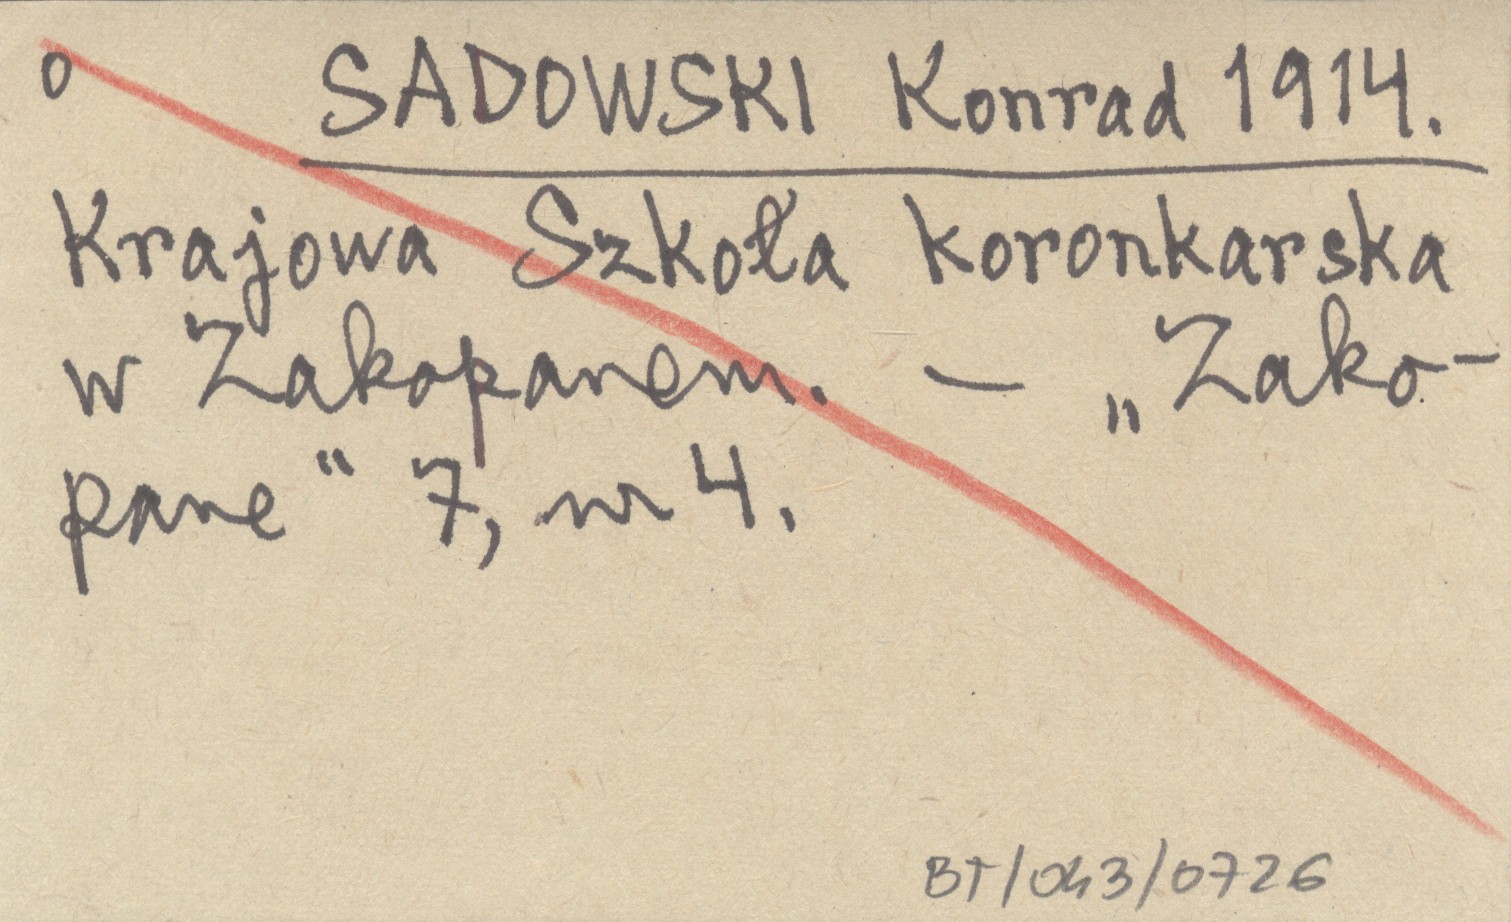 o SADOWSKI Konrad 1914.
Krajowa Szkoła koronkarska
w Zakopanem. — „Zako-
pane“ 7, nr 4.
BT/043/0726